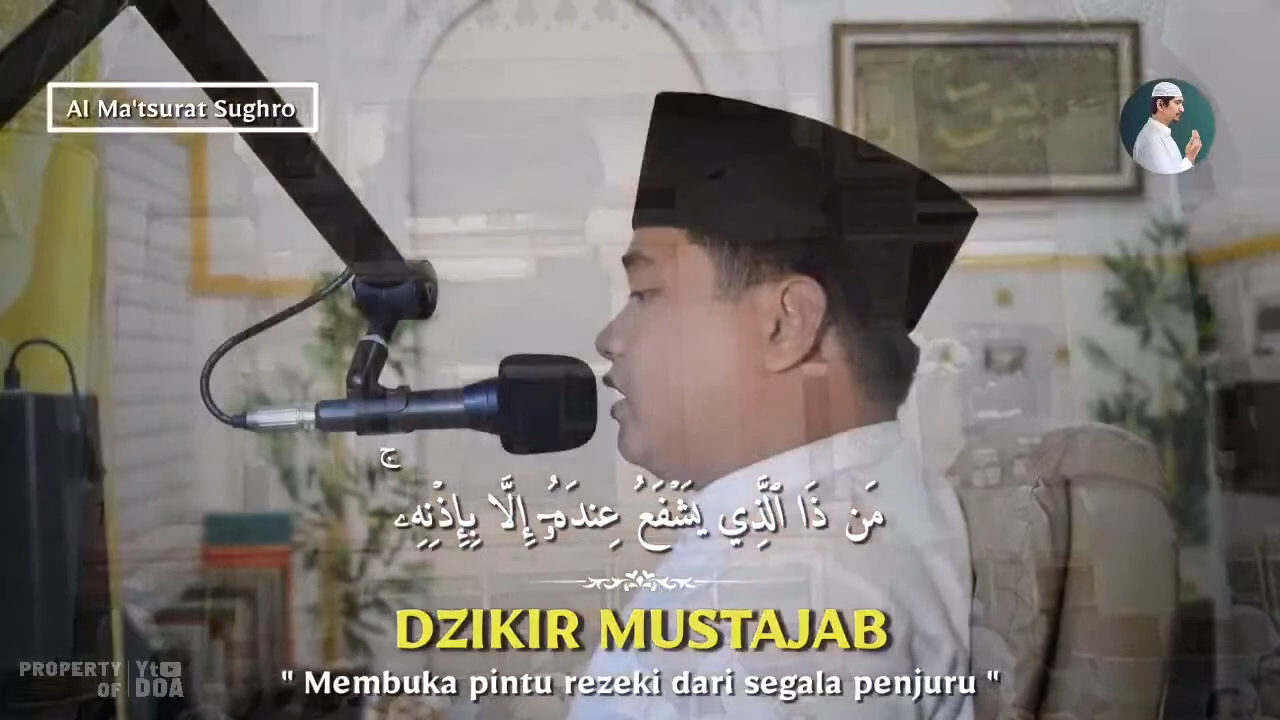 Al Ma'tsurat Sughro
مَن ذَا ٱلَّذِي يَشْفَعُ عِندَهُۥٓ إِلَّا بِإِذْنِهِۦ ۚ
DZIKIR MUSTAJAB
" Membuka pintu rezeki dari segala penjuru "
PROPERTY OF
Yt DOA